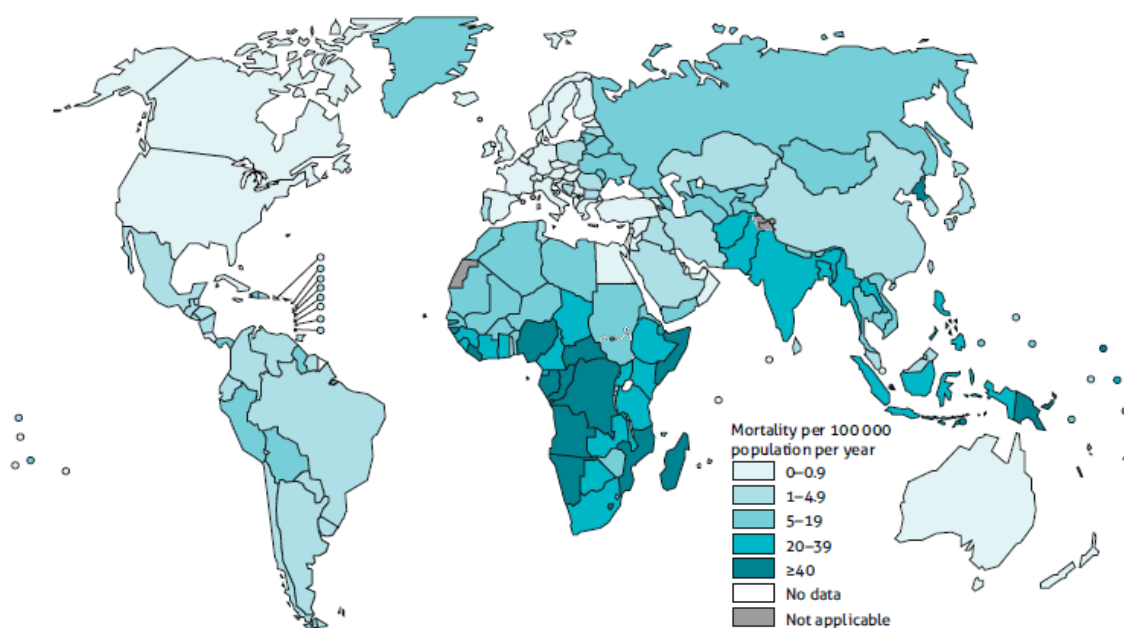 Mortality per 100 000
population per year
0–0.9
1–4.9
5–19
20–39
≥40
No data
Not applicable